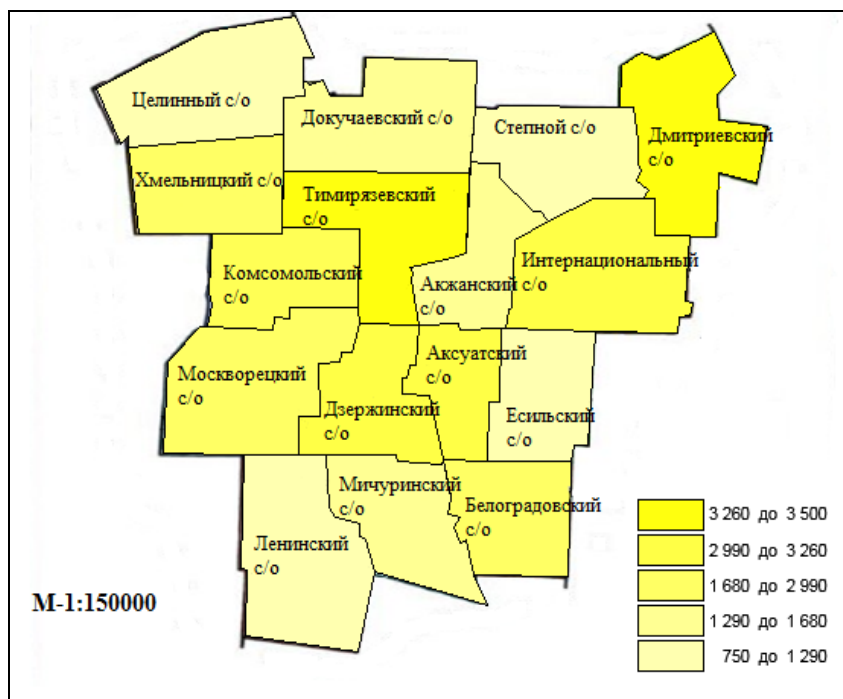 Целинный с/о
Докучаевский с/о
Степной с/о
Дмитриевский
с/о
Хмельницкий с/о
Тимирязевский
с/о
Комсомольский
с/о
Акжанский
с/о
Интернациональный
с/о
Москворецкий
с/о
Дзержинский
с/о
Аксуатский
с/о
Есильский
с/о
Ленинский
с/о
Мичуринский
с/о
Белоградовский
с/о
М-1:150000
3 260 до 3 500
2 990 до 3 260
1 680 до 2 990
1 290 до 1 680
750 до 1 290